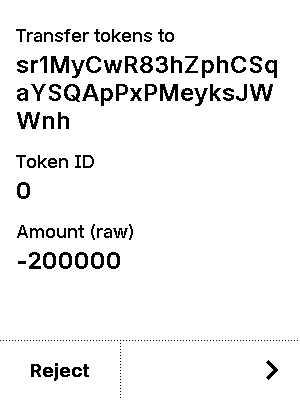 Transfer tokens to
sr1MyCwR83hZphCSq
aYSQApPxPMeyksJW
Wnh
Token ID
0
Amount (raw)
-200000
Reject